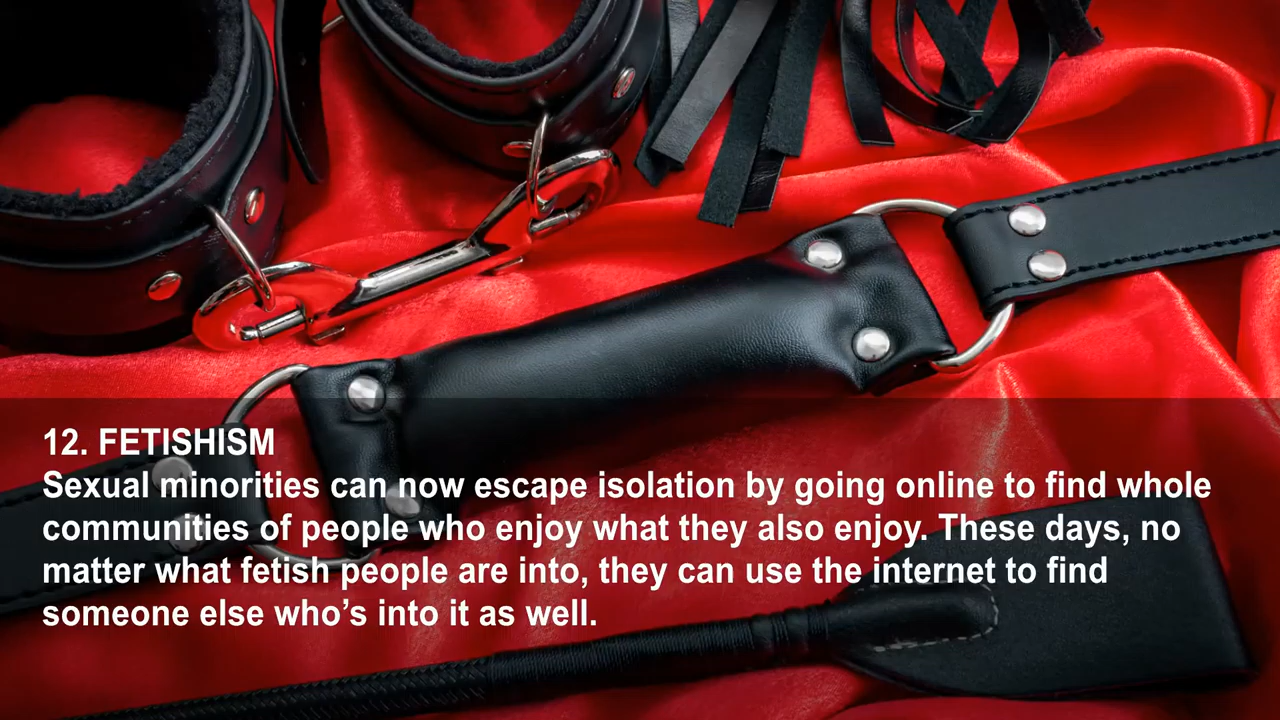 12. FETISHISM
Sexual minorities can now escape isolation by going online to find whole
communities of people who enjoy what they also enjoy. These days, no
matter what fetish people are into, they can use the internet to find
someone else who’s into it as well.